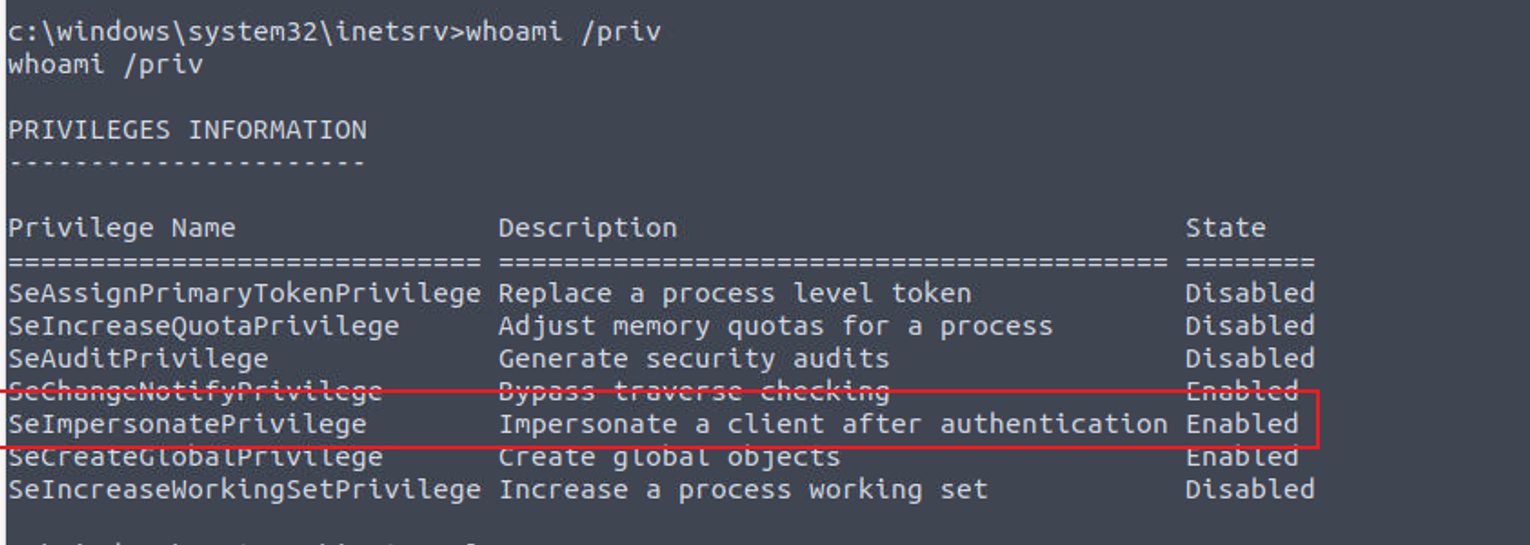 c:\windows\system32\inetsrv>whoami /priv
whoami /priv
PRIVILEGES INFORMATION
----------------------
Privilege Name Description State
============================= ========================================= ========
SeAssignPrimaryTokenPrivilege Replace a process level token Disabled
SeIncreaseQuotaPrivilege Adjust memory quotas for a process Disabled
SeAuditPrivilege Generate security audits Disabled
SeChangeNotifyPrivilege Bypass traverse checking Enabled
SeImpersonatePrivilege Impersonate a client after authentication Enabled
SeCreateGlobalPrivilege Create global objects Enabled
SeIncreaseWorkingSetPrivilege Increase a process working set Disabled